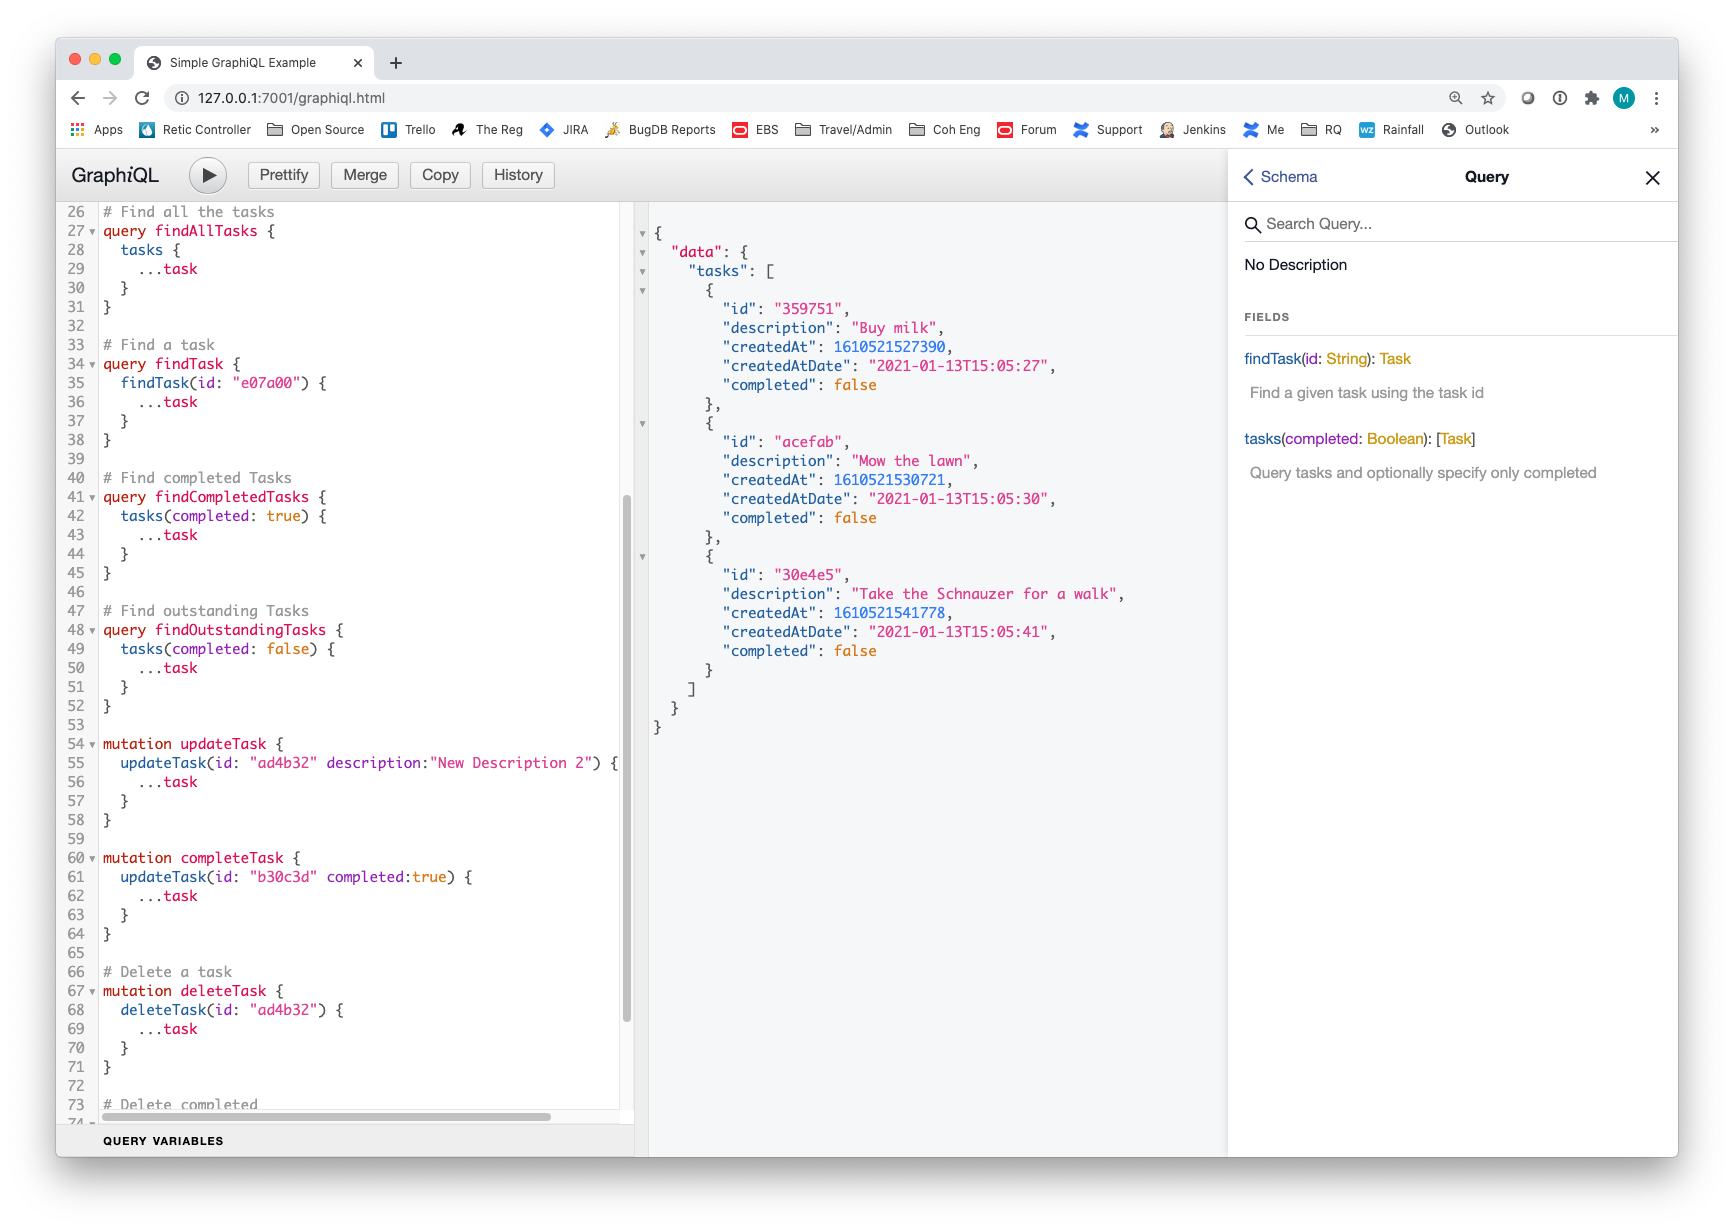 Simple GraphiQL Example
127.0.0.1:7001/graphiql.html
M
Apps Retic Controller Open Source Trello The Reg JIRA BugDB Reports EBS Travel/Admin Coh Eng Forum Support Jenkins Me RQ Rainfall Outlook »
GraphiQL Prettify Merge Copy History
26 # Find all the tasks
27 query findAllTasks {
28 tasks {
29 ...task
30 }
31 }
32
33 # Find a task
34 query findTask {
35 findTask(id: "e07a00") {
36 ...task
37 }
38 }
39
40 # Find completed Tasks
41 query findCompletedTasks {
42 tasks(completed: true) {
43 ...task
44 }
45 }
46
47 # Find outstanding Tasks
48 query findOutstandingTasks {
49 tasks(completed: false) {
50 ...task
51 }
52 }
53
54 mutation updateTask {
55 updateTask(id: "ad4b32" description:"New Description 2") {
56 ...task
57 }
58 }
59
60 mutation completeTask {
61 updateTask(id: "b30c3d" completed:true) {
62 ...task
63 }
64 }
65
66 # Delete a task
67 mutation deleteTask {
68 deleteTask(id: "ad4b32") {
69 ...task
70 }
71 }
72
73 # Delete completed
74
QUERY VARIABLES
{
"data": {
"tasks": [
{
"id": "359751",
"description": "Buy milk",
"createdAt": 1610521527390,
"createdAtDate": "2021-01-13T15:05:27",
"completed": false
},
{
"id": "acefab",
"description": "Mow the lawn",
"createdAt": 1610521530721,
"createdAtDate": "2021-01-13T15:05:30",
"completed": false
},
{
"id": "30e4e5",
"description": "Take the Schnauzer for a walk",
"createdAt": 1610521541778,
"createdAtDate": "2021-01-13T15:05:41",
"completed": false
}
]
}
}
Schema Query
Search Query...
No Description
FIELDS
findTask(id: String): Task
Find a given task using the task id
tasks(completed: Boolean): [Task]
Query tasks and optionally specify only completed